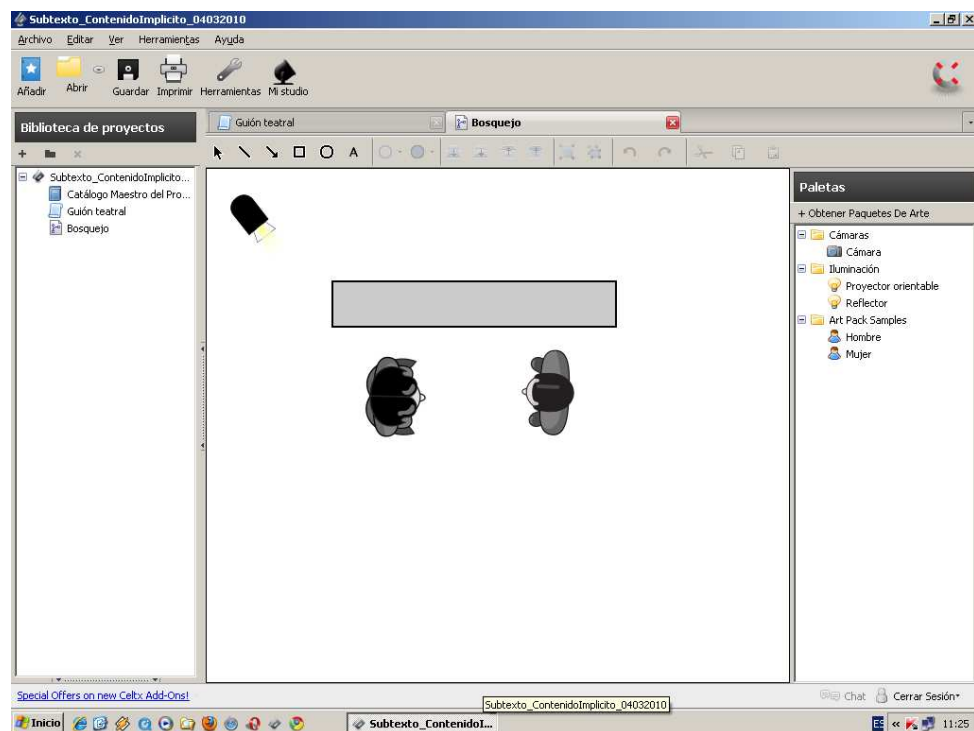 Subtexto_ContenidoImplicito_04032010
Archivo Editar Ver Herramientas Ayuda
Añadir Abrir Guardar Imprimir Herramientas Mi studio
Biblioteca de proyectos
Guión teatral
Bosquejo
A
Subtexto_ContenidoImplicito...
Catálogo Maestro del Pro...
Guión teatral
Bosquejo
Paletas
+ Obtener Paquetes De Arte
Cámaras
Cámara
Iluminación
Proyector orientable
Reflector
Art Pack Samples
Hombre
Mujer
Special Offers on new Celtx Add-Ons!
Chat Cerrar Sesión
Subtexto_ContenidoImplicito_04032010
Inicio
Subtexto_ContenidoI...
ES « 11:25